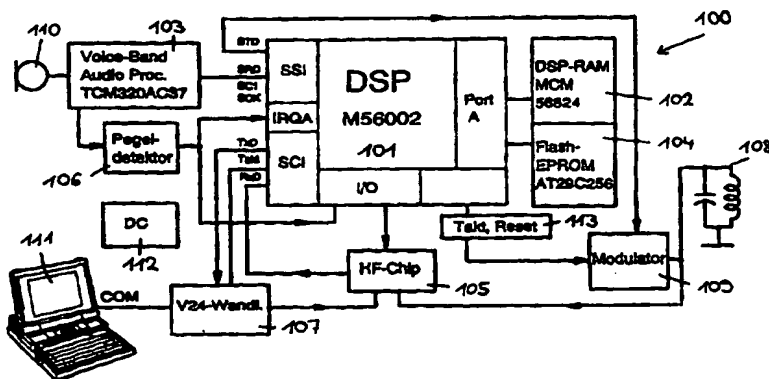 103
100
110
Voice-Band
Audio Proc.
TCM320AC37
STD
SRD
SC1
SCK
SSI
IRQA
SCI
TxD
RxD
DSP
M56002
101
I/O
Port
A
DSP-RAM
MCM
56824
102
Flash-
EPROM
AT29C256
104
108
Pegel-
detektor
106
DC
112
Takt, Reset
113
HF-Chip
105
Modulator
109
111
COM
V24-Wandl.
107